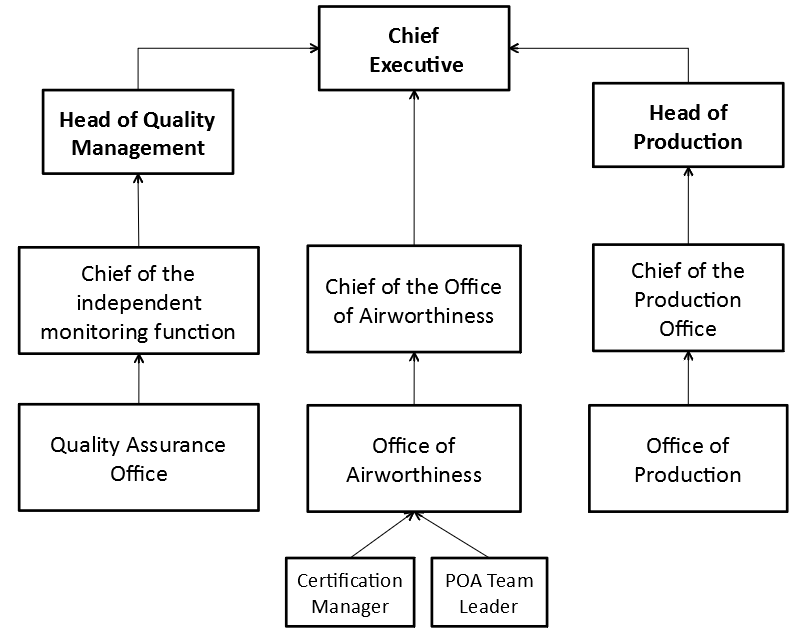 Chief
Executive
Head of Quality
Management
Head of
Production
Chief of the
independent
monitoring function
Chief of the Office
of Airworthiness
Chief of the
Production
Office
Quality Assurance
Office
Office of
Airworthiness
Office of
Production
Certification
Manager
POA Team
Leader